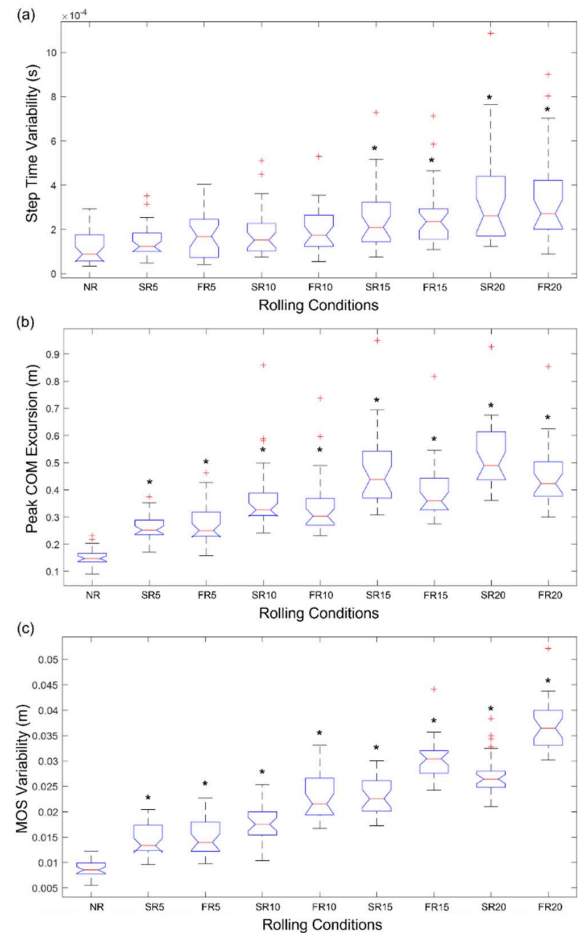 (a)
×10⁻⁴
10
8
6
4
2
0
Step Time Variability (s)
NR SR5 FR5 SR10 FR10 SR15 FR15 SR20 FR20
Rolling Conditions
(b)
0.9
0.8
0.7
0.6
0.5
0.4
0.3
0.2
0.1
Peak COM Excursion (m)
NR SR5 FR5 SR10 FR10 SR15 FR15 SR20 FR20
Rolling Conditions
(c)
0.05
0.045
0.04
0.035
0.03
0.025
0.02
0.015
0.01
0.005
MOS Variability (m)
NR SR5 FR5 SR10 FR10 SR15 FR15 SR20 FR20
Rolling Conditions